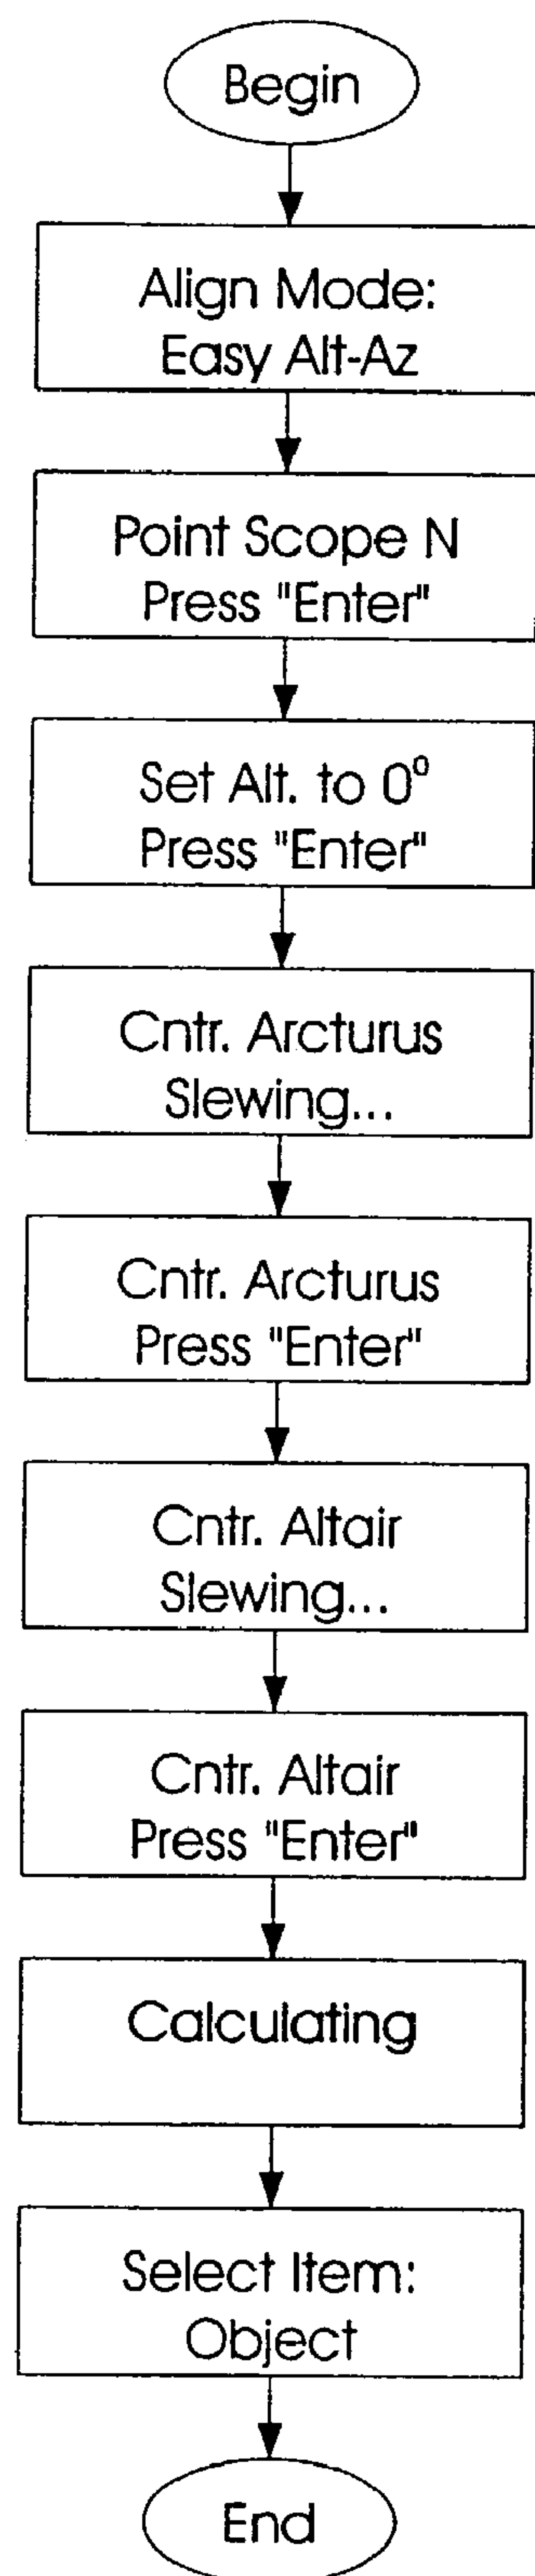 Begin
Align Mode:
Easy Alt-Az
Point Scope N
Press "Enter"
Set Alt. to 0°
Press "Enter"
Cntr. Arcturus
Slewing...
Cntr. Arcturus
Press "Enter"
Cntr. Altair
Slewing...
Cntr. Altair
Press "Enter"
Calculating
Select Item:
Object
End